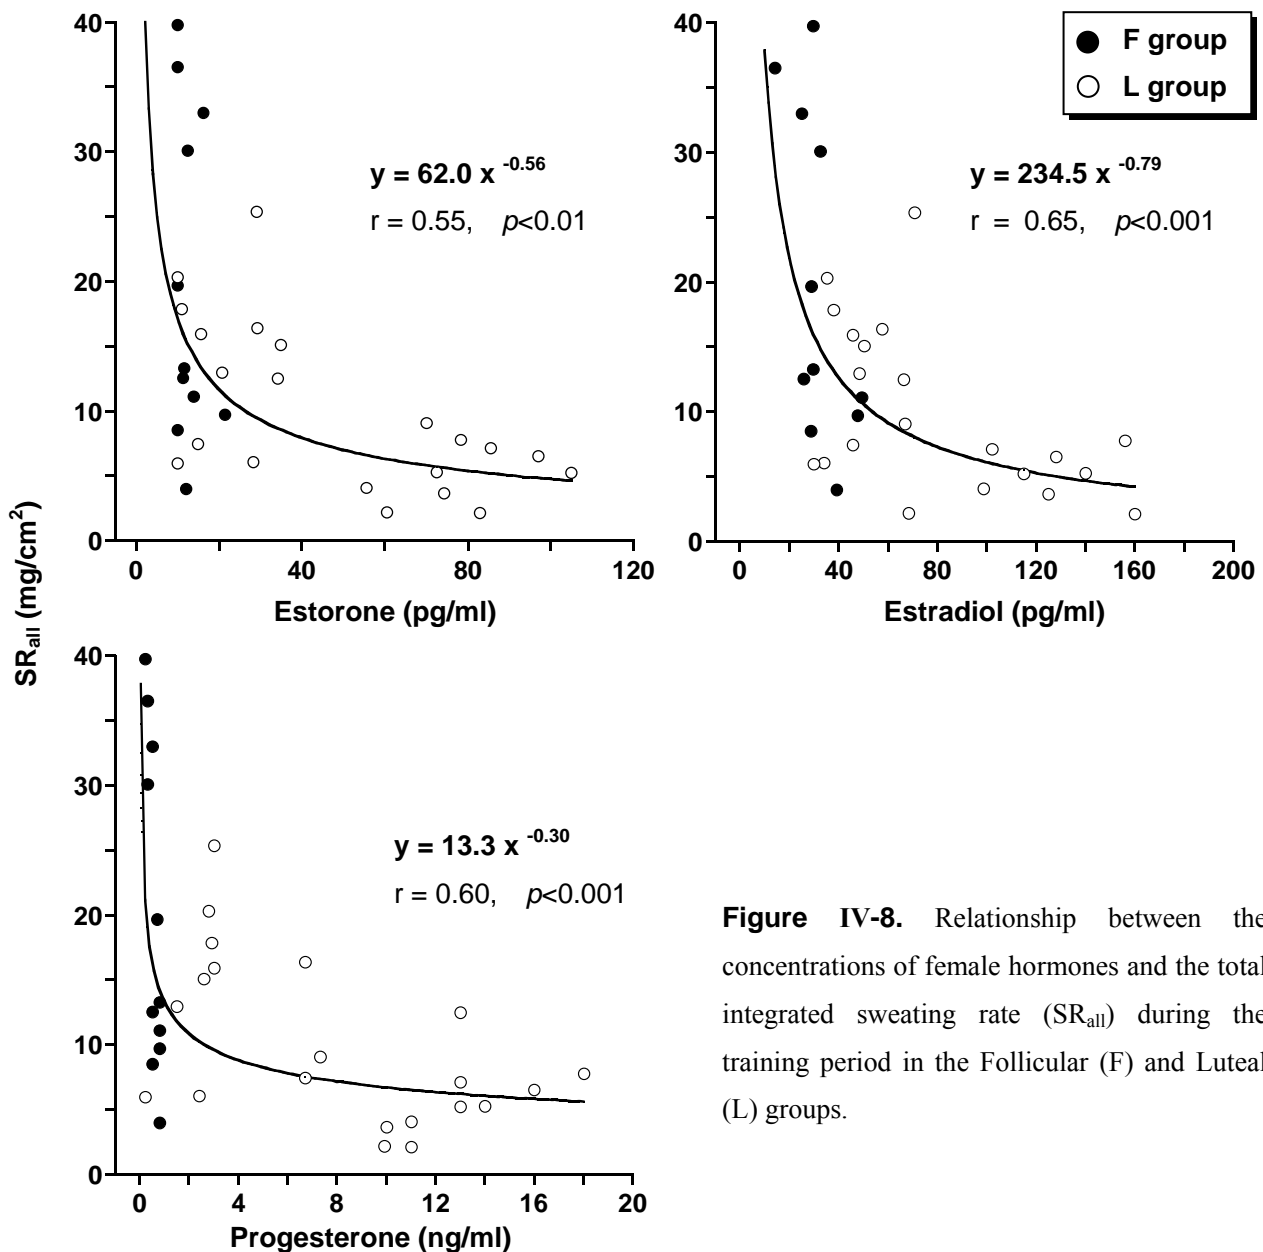 40
30
20
10
0
0 40 80 120
Estorone (pg/ml)
y = 62.0 x -0.56
r = 0.55, p<0.01
40
30
20
10
0
0 40 80 120 160 200
Estradiol (pg/ml)
F group
L group
y = 234.5 x -0.79
r = 0.65, p<0.001
SRall (mg/cm2)
40
30
20
10
0
0 4 8 12 16 20
Progesterone (ng/ml)
y = 13.3 x -0.30
r = 0.60, p<0.001
Figure IV-8. Relationship between the
concentrations of female hormones and the total
integrated sweating rate (SRall) during the
training period in the Follicular (F) and Luteal
(L) groups.